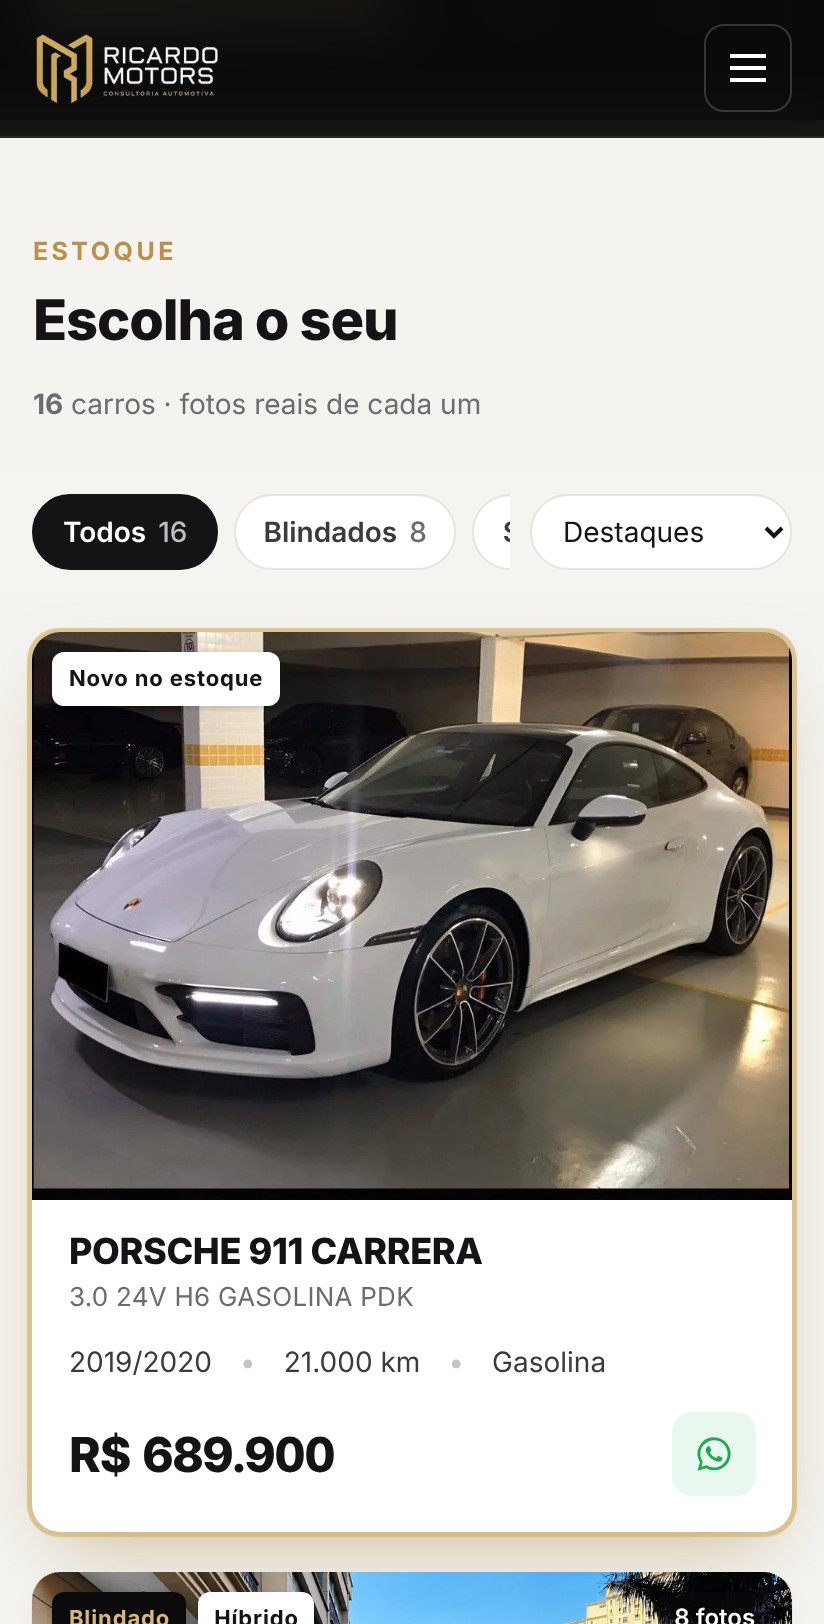 RICARDO
MOTORS
CONSULTORIA AUTOMOTIVA
ESTOQUE
Escolha o seu
16 carros · fotos reais de cada um
Todos 16
Blindados 8
Destaques
Novo no estoque
PORSCHE 911 CARRERA
3.0 24V H6 GASOLINA PDK
2019/2020 • 21.000 km • Gasolina
R$ 689.900
Blindado
Híbrido
8 fotos